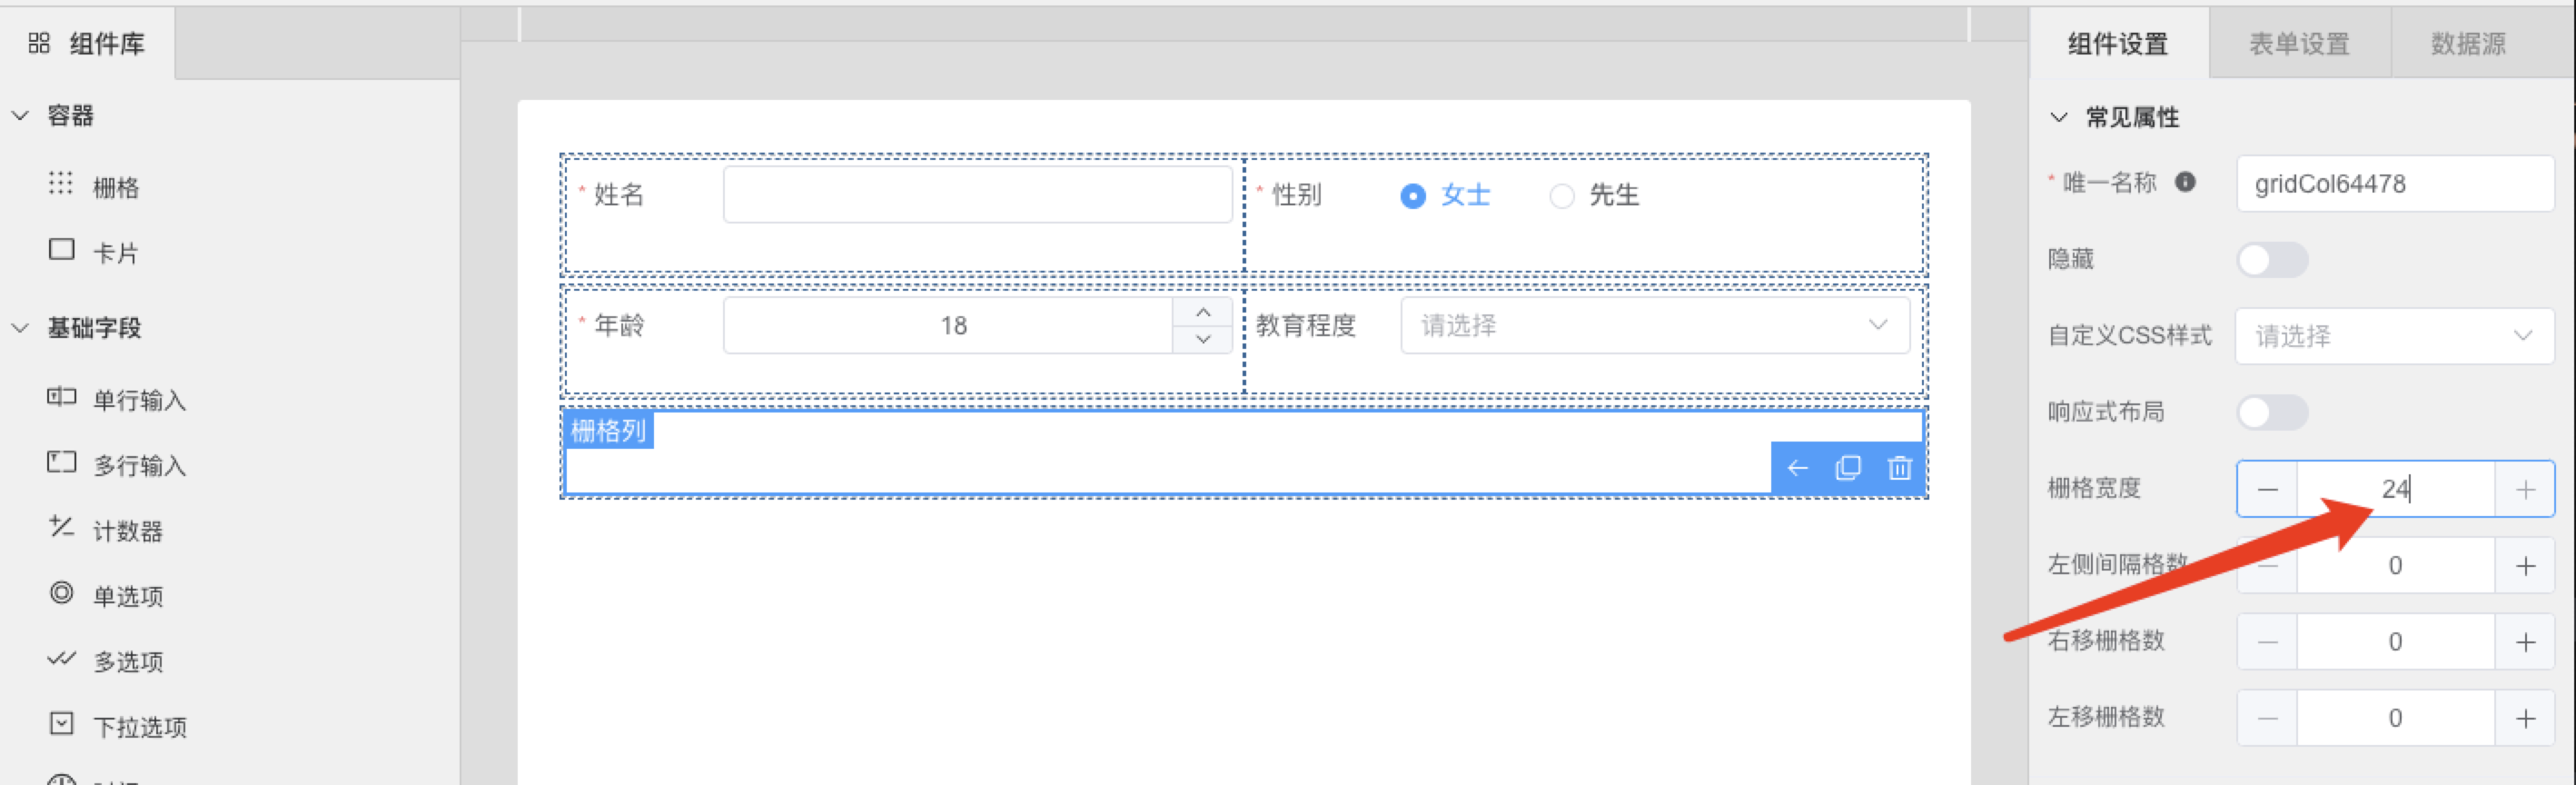 组件库
容器
栅格
卡片
基础字段
单行输入
多行输入
计数器
单选项
多选项
下拉选项
* 姓名
* 性别 女士 先生
* 年龄 18
教育程度 请选择
栅格列
组件设置 表单设置 数据源
常见属性
* 唯一名称 gridCol64478
隐藏
自定义CSS样式 请选择
响应式布局
栅格宽度 24
左侧间隔格数 0
右移栅格数 0
左移栅格数 0